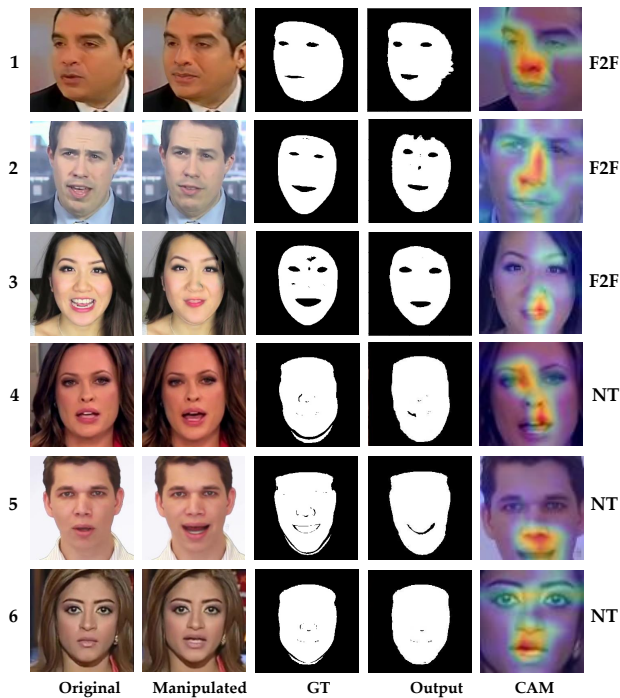 1 F2F
2 F2F
3 F2F
4 NT
5 NT
6 NT
Original Manipulated GT Output CAM